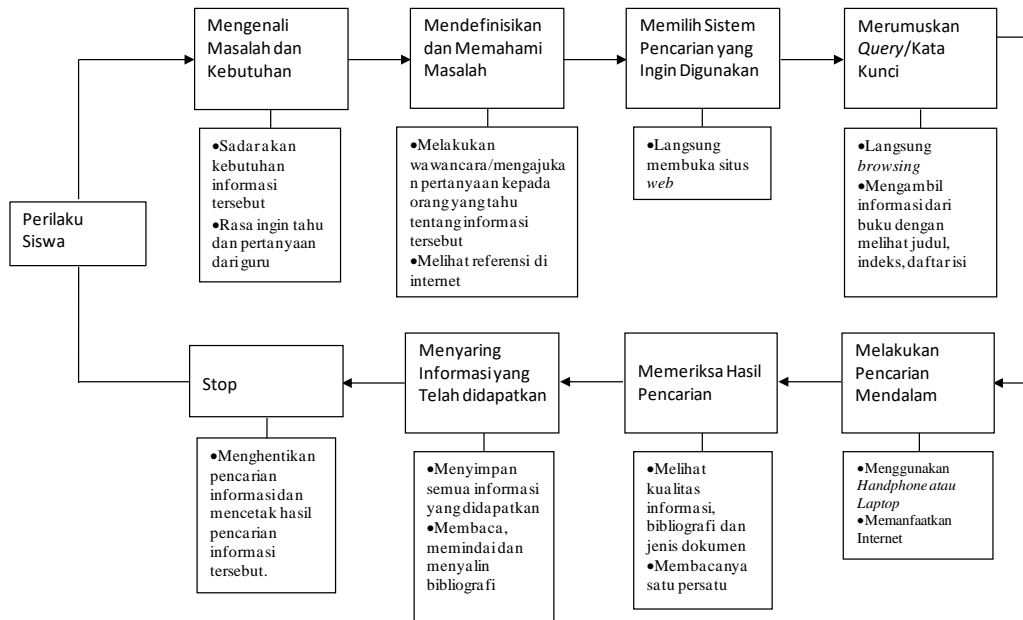 Mengenali
Masalah dan
Kebutuhan
Mendefinisikan
dan Memahami
Masalah
Memilih Sistem
Pencarian yang
Ingin Digunakan
Merumuskan
Query/Kata
Kunci
•Sadar akan
kebutuhan
informasi
tersebut
•Rasa ingin tahu
dan pertanyaan
dari guru
•Melakukan
wawancara/mengajuka
n pertanyaan kepada
orang yang tahu
tentang informasi
tersebut
•Melihat referensi di
internet
•Langsung
membuka situs
web
•Langsung
browsing
•Mengambil
informasi dari
buku dengan
melihat judul,
indeks, daftar isi
Perilaku
Siswa
Melakukan
Pencarian
Mendalam
Memeriksa Hasil
Pencarian
Menyaring
Informasi yang
Telah didapatkan
Stop
•Menggunakan
Handphone atau
Laptop
•Memanfaatkan
Internet
•Melihat
kualitas
informasi,
bibliografi dan
jenis dokumen
•Membacanya
satu persatu
•Menyimpan
semua informasi
yang didapatkan
•Membaca,
memindai dan
menyalin
bibliografi
•Menghentikan
pencarian
informasi dan
mencetak hasil
pencarian
informasi
tersebut.